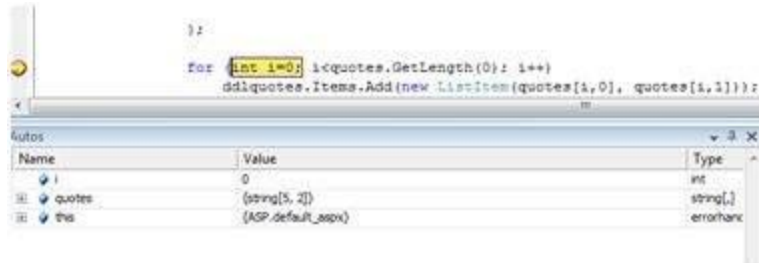 };
for (int i=0; i<quotes.GetLength(0); i++)
ddlquotes.Items.Add(new ListItem(quotes[i,0], quotes[i,1]));
Autos
Name Value Type
i 0 int
quotes {string[5, 2]} string[,]
this {ASP.default_aspx} errorhanc